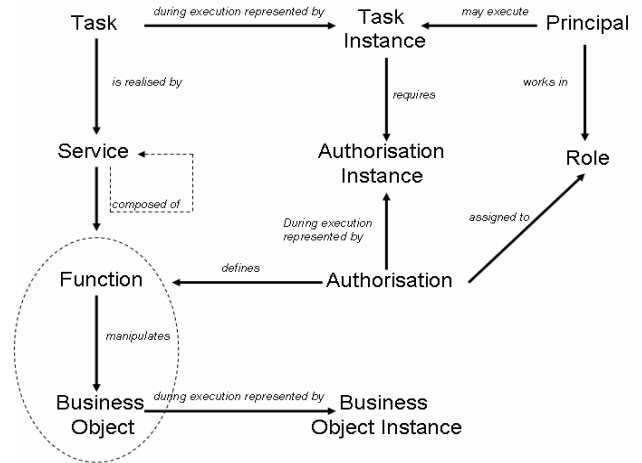 during execution represented by
may execute
Task
Task
Instance
Principal
is realised by
requires
works in
Service
Authorisation
Instance
Role
composed of
During execution
represented by
assigned to
Function
defines
Authorisation
manipulates
Business
Object
during execution represented by
Business
Object Instance